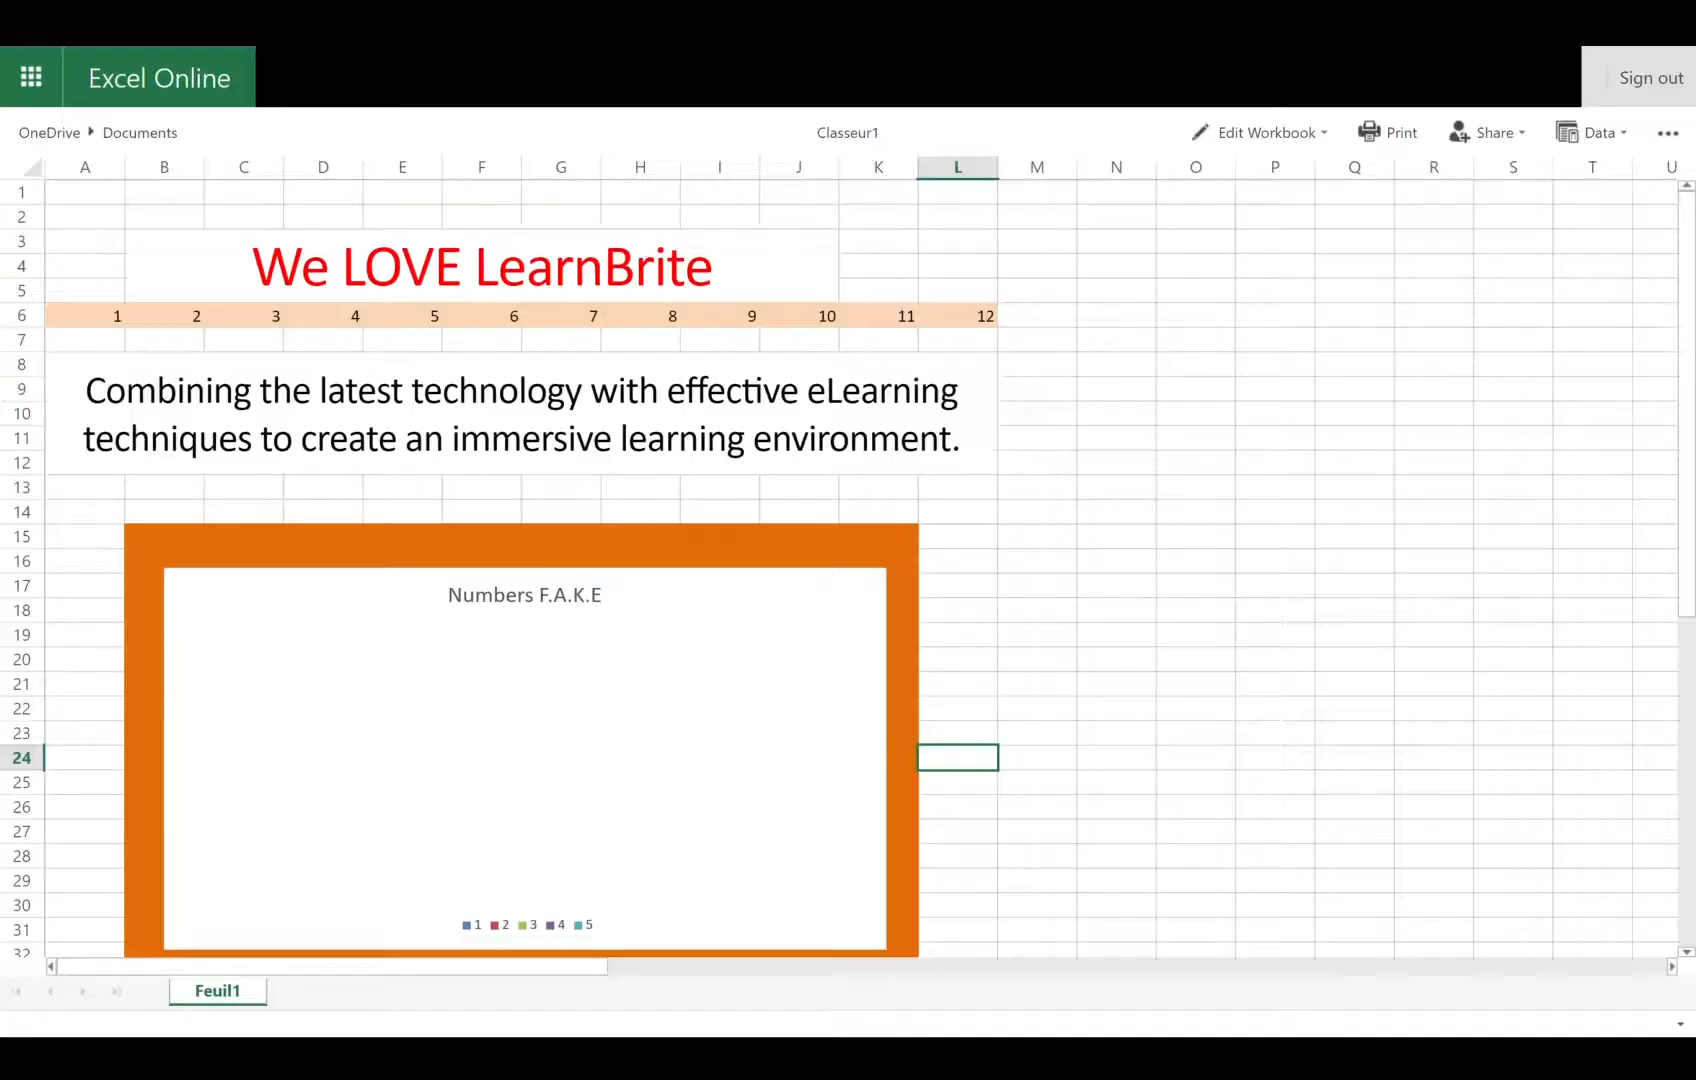 Excel Online
Sign out
OneDrive Documents Classeur1 Edit Workbook Print Share Data
A B C D E F G H I J K L M N O P Q R S T U
1
2
3
We LOVE LearnBrite
4
5
6 1 2 3 4 5 6 7 8 9 10 11 12
7
8
9 Combining the latest technology with effective eLearning
10
11 techniques to create an immersive learning environment.
12
13
14
15
16
17 Numbers F.A.K.E
18
19
20
21
22
23
24
25
26
27
28
29
30
31 1 2 3 4 5
32
Feuil1